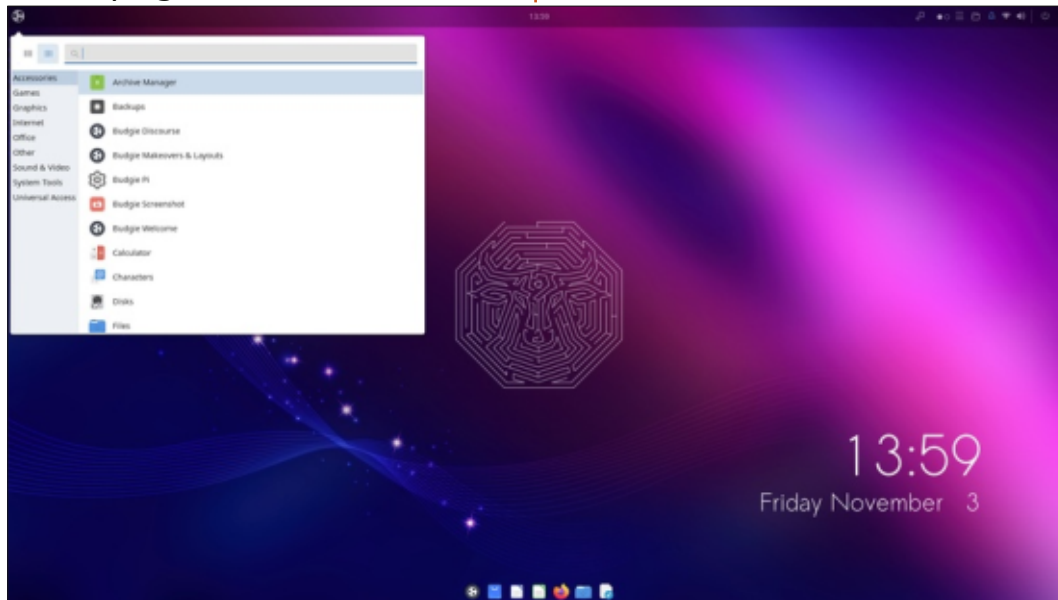 13:59
Accessories
Games
Graphics
Internet
Office
Other
Sound & Video
System Tools
Universal Access
Archive Manager
Backups
Budgie Discourse
Budgie Makeovers & Layouts
Budgie Pi
Budgie Screenshot
Budgie Welcome
Calculator
Characters
Disks
Files
13:59
Friday November 3